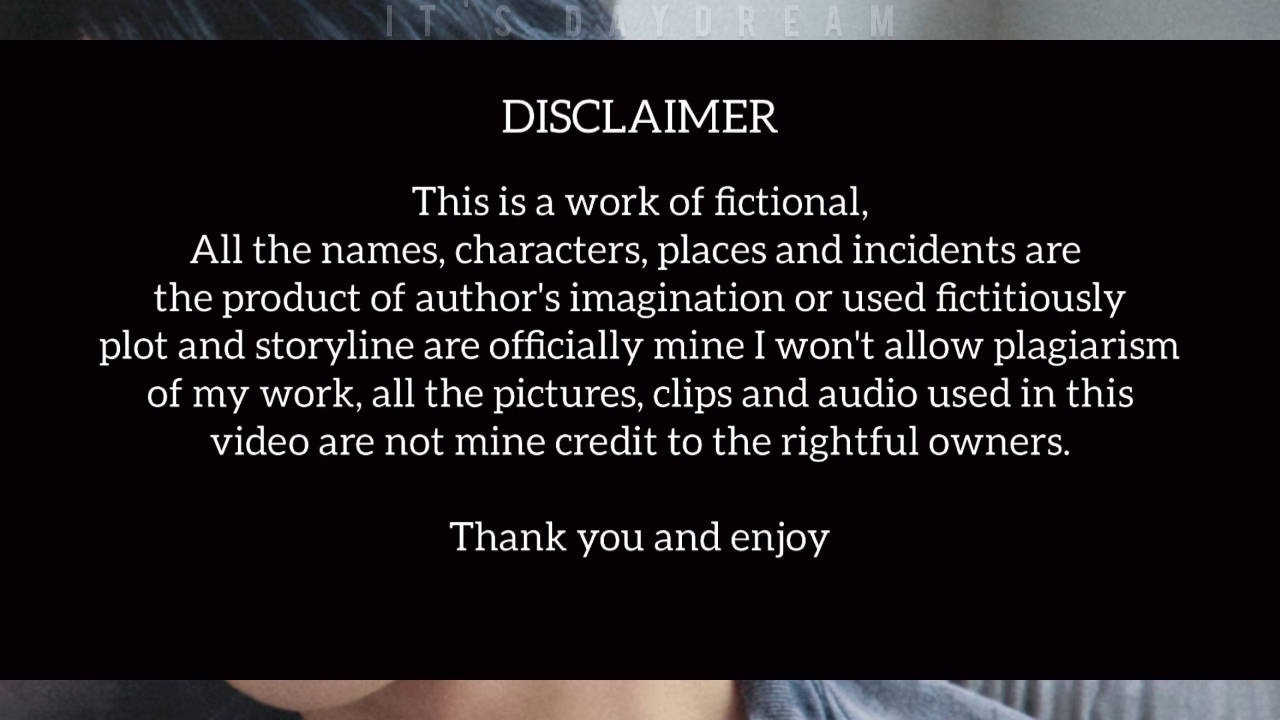 IT'S DAYDREAM
DISCLAIMER
This is a work of fictional,
All the names, characters, places and incidents are
the product of author's imagination or used fictitiously
plot and storyline are officially mine I won't allow plagiarism
of my work, all the pictures, clips and audio used in this
video are not mine credit to the rightful owners.
Thank you and enjoy